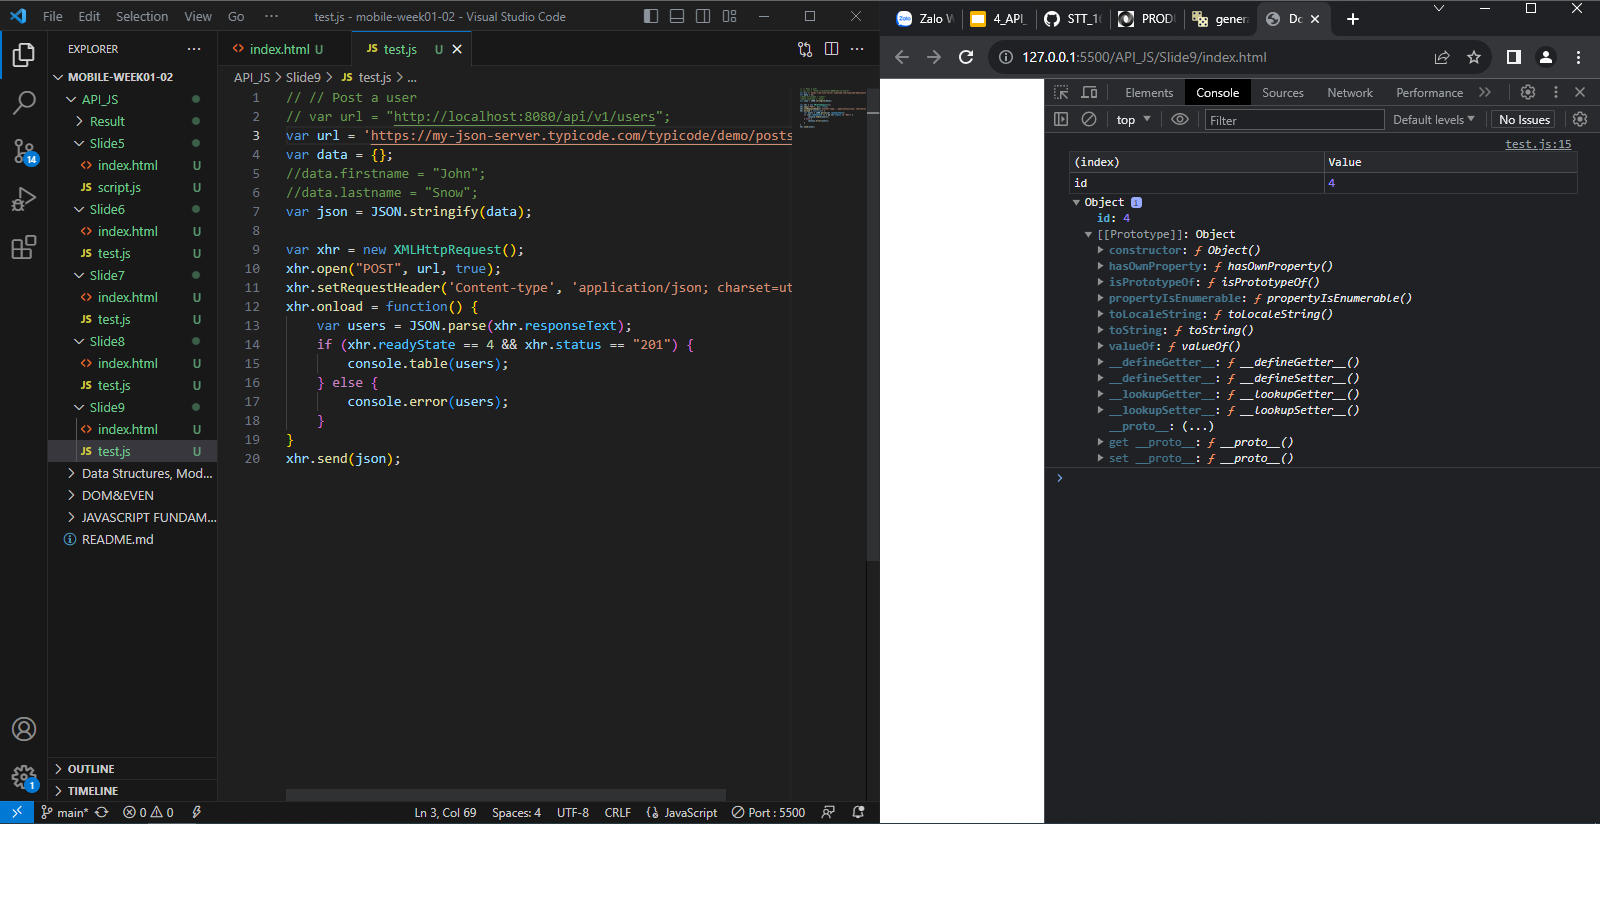 File Edit Selection View Go ··· test.js - mobile-week01-02 - Visual Studio Code
EXPLORER ···
MOBILE-WEEK01-02
API_JS
Result
Slide5
index.html U
script.js U
Slide6
index.html U
test.js U
Slide7
index.html U
test.js U
Slide8
index.html U
test.js U
Slide9
index.html U
test.js U
Data Structures, Mod...
DOM&EVEN
JAVASCRIPT FUNDAM...
README.md
OUTLINE
TIMELINE
14
1
index.html U
JS test.js U
API_JS > Slide9 > JS test.js > ...
1 // // Post a user
2 // var url = "http://localhost:8080/api/v1/users";
3 var url = 'https://my-json-server.typicode.com/typicode/demo/posts
4 var data = {};
5 //data.firstname = "John";
6 //data.lastname = "Snow";
7 var json = JSON.stringify(data);
8
9 var xhr = new XMLHttpRequest();
10 xhr.open("POST", url, true);
11 xhr.setRequestHeader('Content-type', 'application/json; charset=ut
12 xhr.onload = function() {
13 var users = JSON.parse(xhr.responseText);
14 if (xhr.readyState == 4 && xhr.status == "201") {
15 console.table(users);
16 } else {
17 console.error(users);
18 }
19 }
20 xhr.send(json);
main* 0 0 Ln 3, Col 69 Spaces: 4 UTF-8 CRLF JavaScript Port : 5500
Zalo W 4_API_ STT_16 PROD gener Do
127.0.0.1:5500/API_JS/Slide9/index.html
Elements Console Sources Network Performance
top Filter Default levels No Issues
test.js:15
(index) Value
id 4
Object
id: 4
[[Prototype]]: Object
constructor: ƒ Object()
hasOwnProperty: ƒ hasOwnProperty()
isPrototypeOf: ƒ isPrototypeOf()
propertyIsEnumerable: ƒ propertyIsEnumerable()
toLocaleString: ƒ toLocaleString()
toString: ƒ toString()
valueOf: ƒ valueOf()
__defineGetter__: ƒ __defineGetter__()
__defineSetter__: ƒ __defineSetter__()
__lookupGetter__: ƒ __lookupGetter__()
__lookupSetter__: ƒ __lookupSetter__()
__proto__: (...)
get __proto__: ƒ __proto__()
set __proto__: ƒ __proto__()